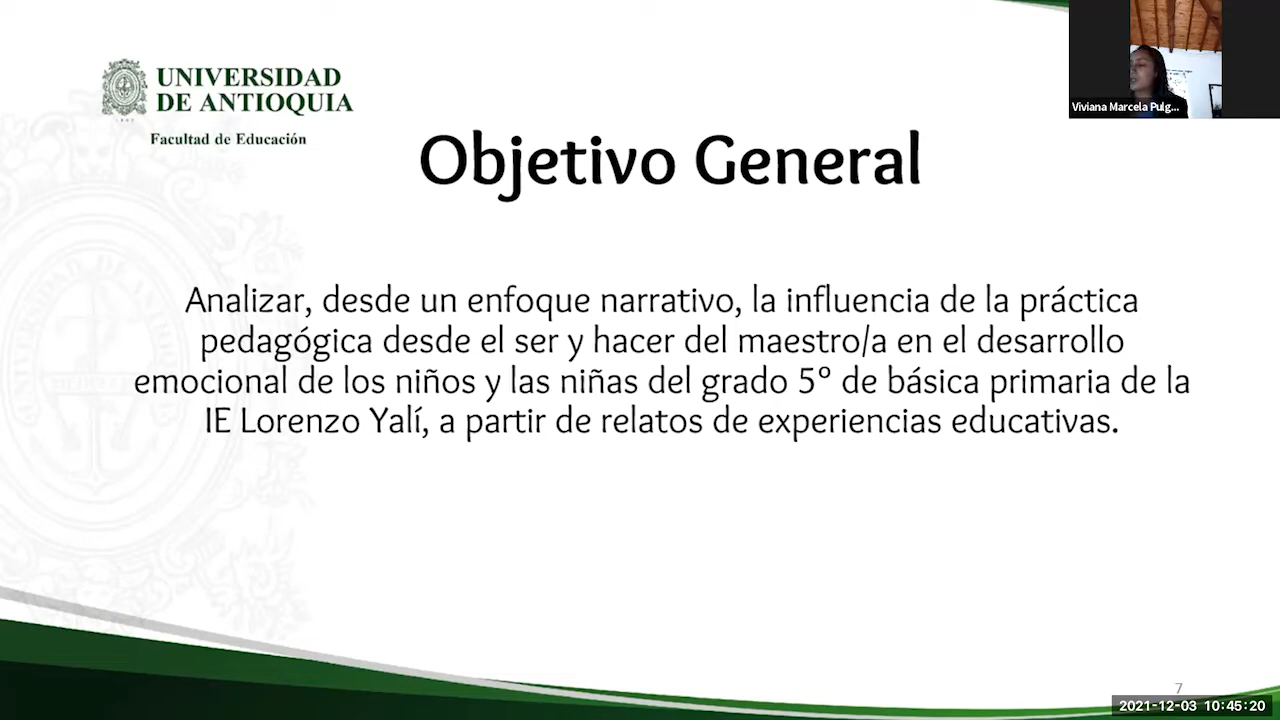 UNIVERSIDAD
DE ANTIOQUIA
1803
Facultad de Educación
Viviana Marcela Pulg...
Objetivo General
Analizar, desde un enfoque narrativo, la influencia de la práctica
pedagógica desde el ser y hacer del maestro/a en el desarrollo
emocional de los niños y las niñas del grado 5° de básica primaria de la
IE Lorenzo Yalí, a partir de relatos de experiencias educativas.
7
2021-12-03 10:45:20